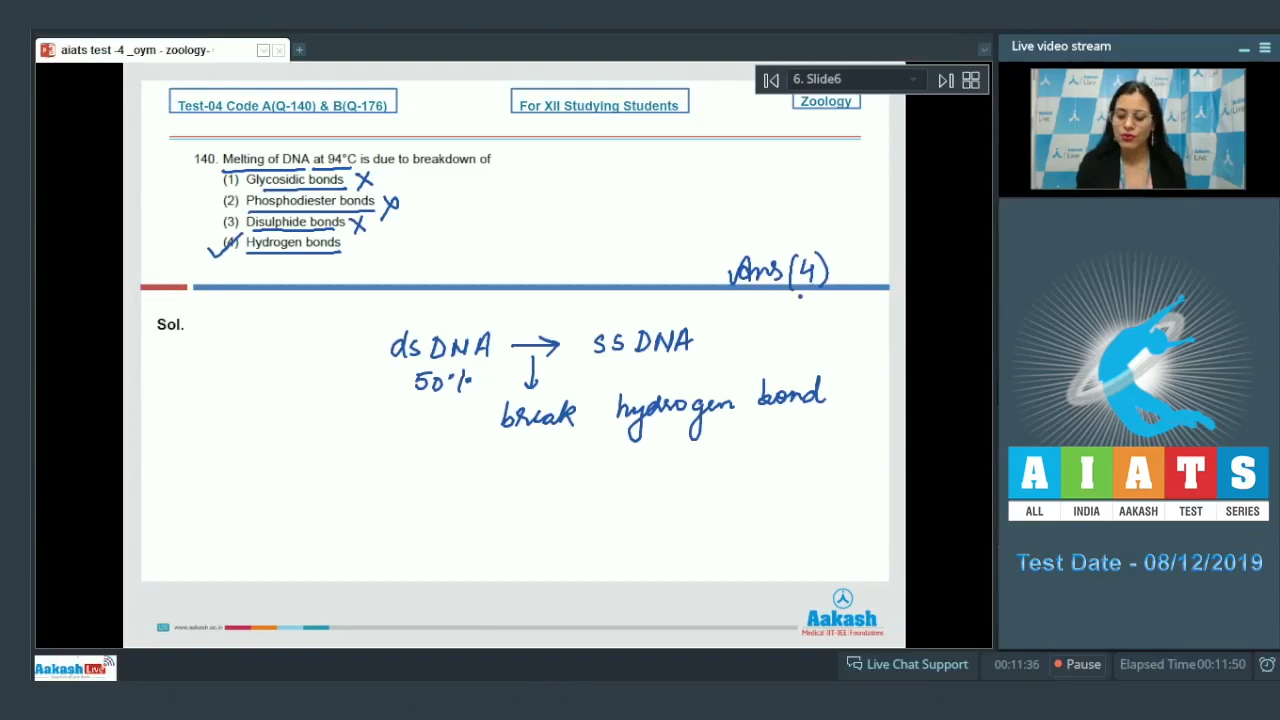 aiats test -4 _oym - zoology-
Live video stream
6. Slide6
Test-04 Code A(Q-140) & B(Q-176)
For XII Studying Students
Zoology
140. Melting of DNA at 94°C is due to breakdown of
(1) Glycosidic bonds
(2) Phosphodiester bonds
(3) Disulphide bonds
(4) Hydrogen bonds
Ans (4)
Sol.
ds DNA → ss DNA
50%
break hydrogen bond
A I A T S
ALL INDIA AAKASH TEST SERIES
Test Date - 08/12/2019
www.aakash.ac.in
Aakash
Medical | IIT-JEE | Foundations
Aakash Live
Live Chat Support
00:11:36
Pause
Elapsed Time 00:11:50